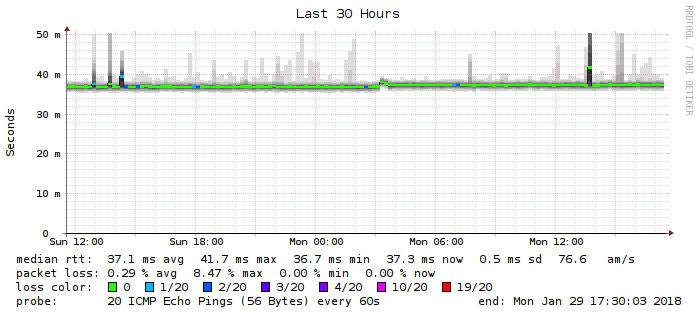 Last 30 Hours
RRDTOOL / TOBI OETIKER
Seconds
50 m
40 m
30 m
20 m
10 m
0
Sun 12:00 Sun 18:00 Mon 00:00 Mon 06:00 Mon 12:00
median rtt: 37.1 ms avg 41.7 ms max 36.7 ms min 37.3 ms now 0.5 ms sd 76.6 am/s
packet loss: 0.29 % avg 8.47 % max 0.00 % min 0.00 % now
loss color: 0 1/20 2/20 3/20 4/20 10/20 19/20
probe: 20 ICMP Echo Pings (56 Bytes) every 60s end: Mon Jan 29 17:30:03 2018